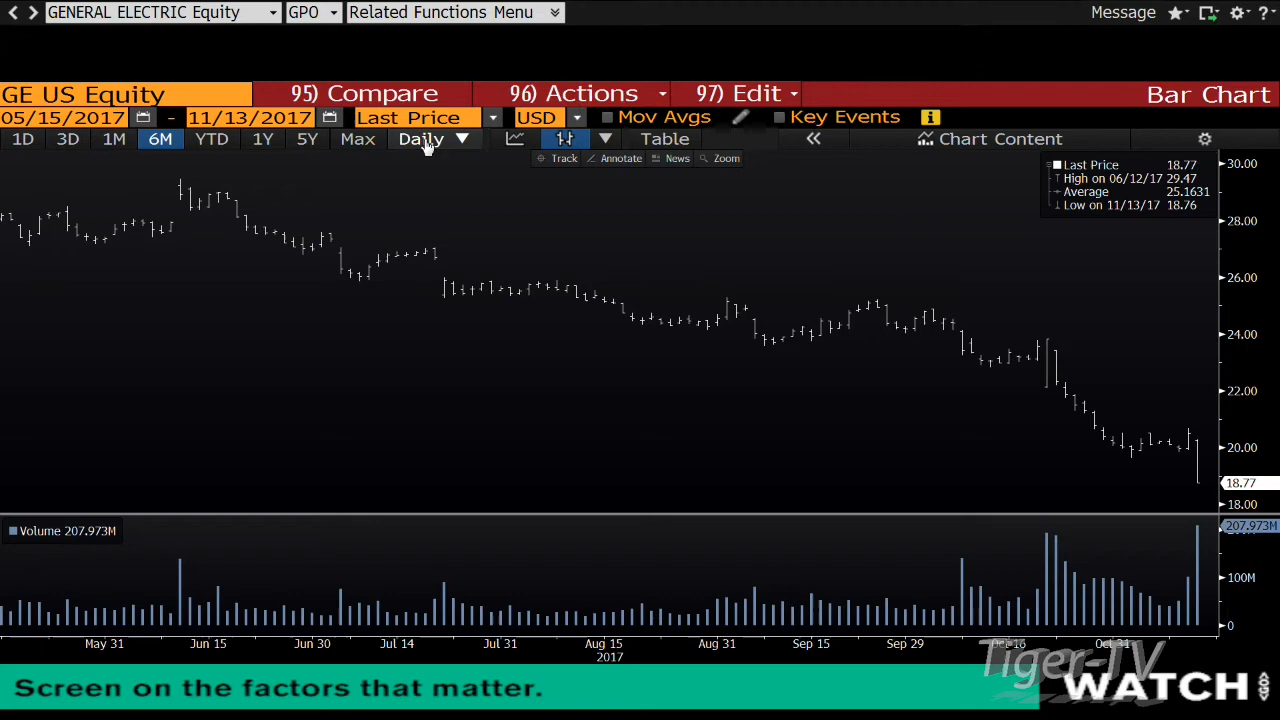 GENERAL ELECTRIC Equity GPO Related Functions Menu Message ?
GE US Equity 95) Compare 96) Actions 97) Edit Bar Chart
05/15/2017 - 11/13/2017 Last Price USD Mov Avgs Key Events
1D 3D 1M 6M YTD 1Y 5Y Max Daily Table Chart Content
Track Annotate News Zoom
Last Price 18.77
High on 06/12/17 29.47
Average 25.1631
Low on 11/13/17 18.76
30.00
28.00
26.00
24.00
22.00
20.00
18.77
18.00
Volume 207.973M
207.973M
100M
0
May 31 Jun 15 Jun 30 Jul 14 Jul 31 Aug 15 Aug 31 Sep 15 Sep 29 Oct 16 Oct 31
2017
Tiger-TV
Screen on the factors that matter.
WATCH